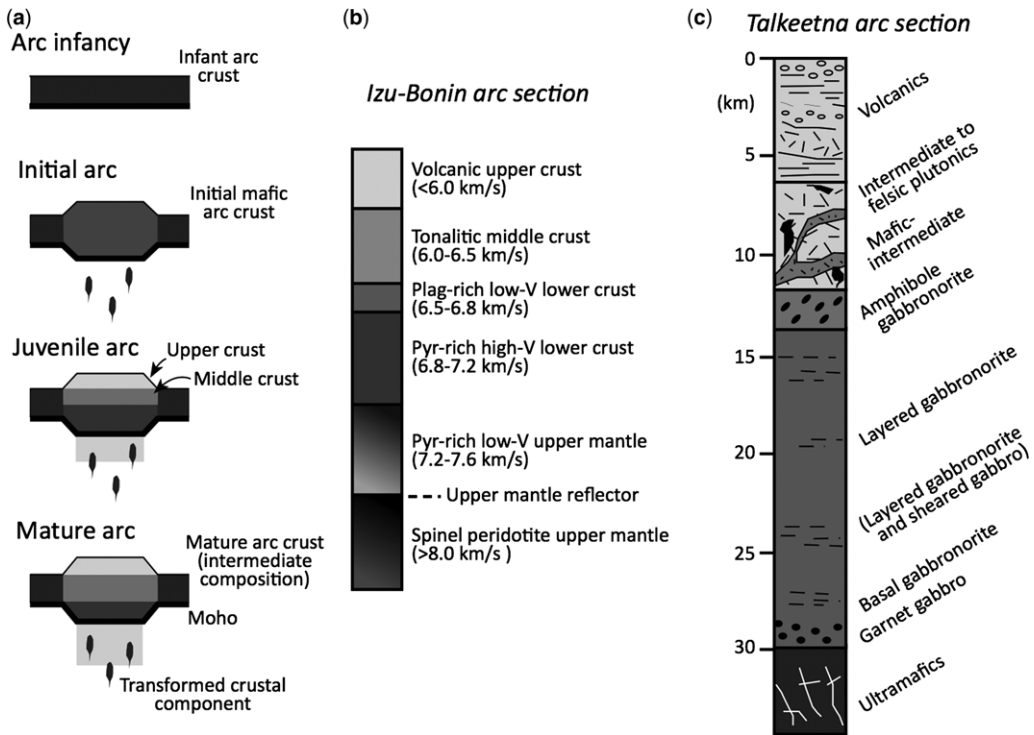 (a)
Arc infancy
Infant arc
crust
Initial arc
Initial mafic
arc crust
Juvenile arc
Upper crust
Middle crust
Mature arc
Mature arc crust
(intermediate
composition)
Moho
Transformed crustal
component
(b)
Izu-Bonin arc section
Volcanic upper crust
(<6.0 km/s)
Tonalitic middle crust
(6.0-6.5 km/s)
Plag-rich low-V lower crust
(6.5-6.8 km/s)
Pyr-rich high-V lower crust
(6.8-7.2 km/s)
Pyr-rich low-V upper mantle
(7.2-7.6 km/s)
Upper mantle reflector
Spinel peridotite upper mantle
(>8.0 km/s )
(c)
Talkeetna arc section
0
(km)
5
10
15
20
25
30
Volcanics
Intermediate to
felsic plutonics
Mafic-
intermediate
Amphibole
gabbronorite
Layered gabbronorite
(Layered gabbronorite
and sheared gabbro)
Basal gabbronorite
Garnet gabbro
Ultramafics